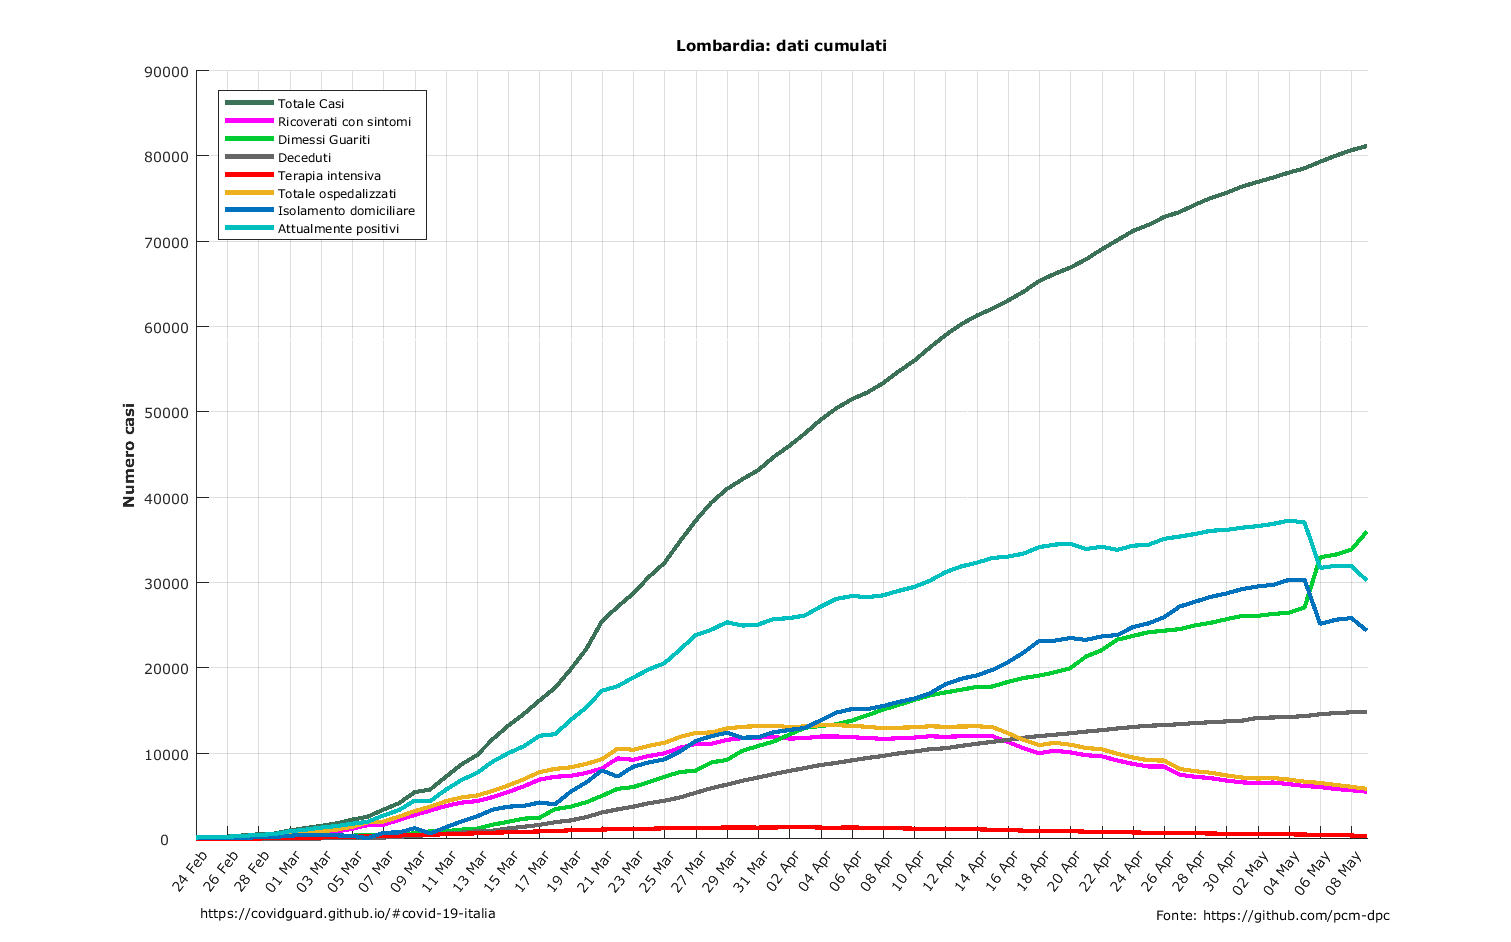 Lombardia: dati cumulati
90000
80000
70000
60000
50000
40000
30000
20000
10000
0
Numero casi
Totale Casi
Ricoverati con sintomi
Dimessi Guariti
Deceduti
Terapia intensiva
Totale ospedalizzati
Isolamento domiciliare
Attualmente positivi
24 Feb
26 Feb
28 Feb
01 Mar
03 Mar
05 Mar
07 Mar
09 Mar
11 Mar
13 Mar
15 Mar
17 Mar
19 Mar
21 Mar
23 Mar
25 Mar
27 Mar
29 Mar
31 Mar
02 Apr
04 Apr
06 Apr
08 Apr
10 Apr
12 Apr
14 Apr
16 Apr
18 Apr
20 Apr
22 Apr
24 Apr
26 Apr
28 Apr
30 Apr
02 May
04 May
06 May
08 May
https://covidguard.github.io/#covid-19-italia
Fonte: https://github.com/pcm-dpc